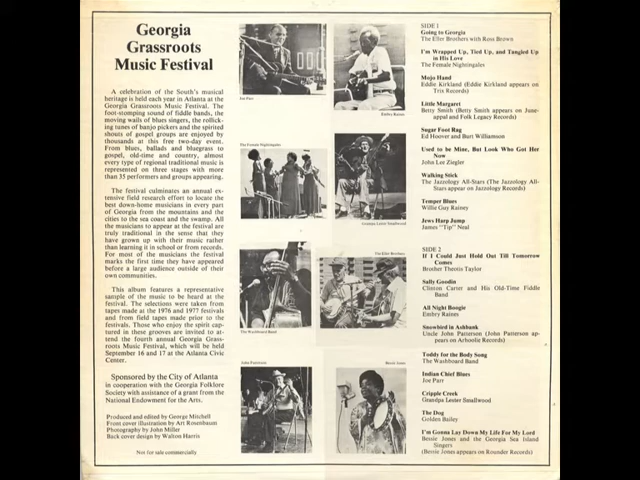 Georgia
Grassroots
Music Festival
A celebration of the South's musical
heritage is held each year in Atlanta at the
Georgia Grassroots Music Festival. The
foot-stomping sound of fiddle bands, the
moving wails of blues singers, the rollick-
ing tunes of banjo pickers and the spirited
shouts of gospel groups are enjoyed by
thousands at this free two-day event.
From blues, ballads and bluegrass to
gospel, old-time and country, almost
every type of regional traditional music is
represented on three stages with more
than 35 performers and groups appearing.
The festival culminates an annual ex-
tensive field research effort to locate the
best down-home musicians in every part
of Georgia from the mountains and cities
to the sea coast and the swamp. All
the musicians to appear at the festival are
truly traditional in the sense that they
have grown up with their music rather
than learning it in school or from records.
For most of the musicians the festival
marks the first time they have appeared
before a large audience outside of their
own communities.
This album features a representative
sample of the music to be heard at the
festival. The selections were taken from
tapes made at the 1976 and 1977 festivals
and from field tapes made prior to the
festivals. Those who enjoy the spirit cap-
tured in these grooves are invited to at-
tend the fourth annual Georgia Grass-
roots Music Festival, which will be held
September 16 and 17 at the Atlanta Civic
Center.
Sponsored by the City of Atlanta
in cooperation with the Georgia Folklore
Society with assistance of a grant from the
National Endowment for the Arts.
Produced and edited by George Mitchell
Front cover illustration by Art Rosenbaum
Photography by John Miller
Back cover design by Wahoo Harris
Not for sale commercially
Joe Parr
Embry Raines
The Female Nightingales
Grandpa Lester Smallwood
The Washboard Band
The Eller Brothers
John Patterson
Bessie Jones
SIDE 1
Going to Georgia
The Eller Brothers with Ross Brown
I'm Wrapped Up, Tied Up, and Tangled Up
in His Love
The Female Nightingales
Mojo Hand
Eddie Kirkland (Eddie Kirkland appears on
Trix Records)
Little Margaret
Betty Smith (Betty Smith appears on June-
appal and Folk Legacy Records)
Sugar Foot Rag
Ed Hoover and Burt Williamson
Used to be Mine, But Look Who Got Her
Now
John Lee Ziegler
Walking Stick
The Jazzology All-Stars (The Jazzology All-
Stars appear on Jazzology Records)
Temper Blues
Willie Guy Rainey
Jews Harp Jump
James "Tip" Neal
SIDE 2
If I Could Just Hold Out Till Tomorrow
Comes
Brother Theotis Taylor
Sally Goodin
Clinton Carter and His Old-Time Fiddle
Band
All Night Boogie
Embry Raines
Snowbird in Ashbank
Uncle John Patterson (John Patterson ap-
pears on Arhoolie Records)
Toddy for the Body Song
The Washboard Band
Indian Chief Blues
Joe Parr
Cripple Creek
Grandpa Lester Smallwood
The Dog
Golden Bailey
I'm Gonna Lay Down My Life For My Lord
Bessie Jones and the Georgia Sea Island
Singers
(Bessie Jones appears on Rounder Records)